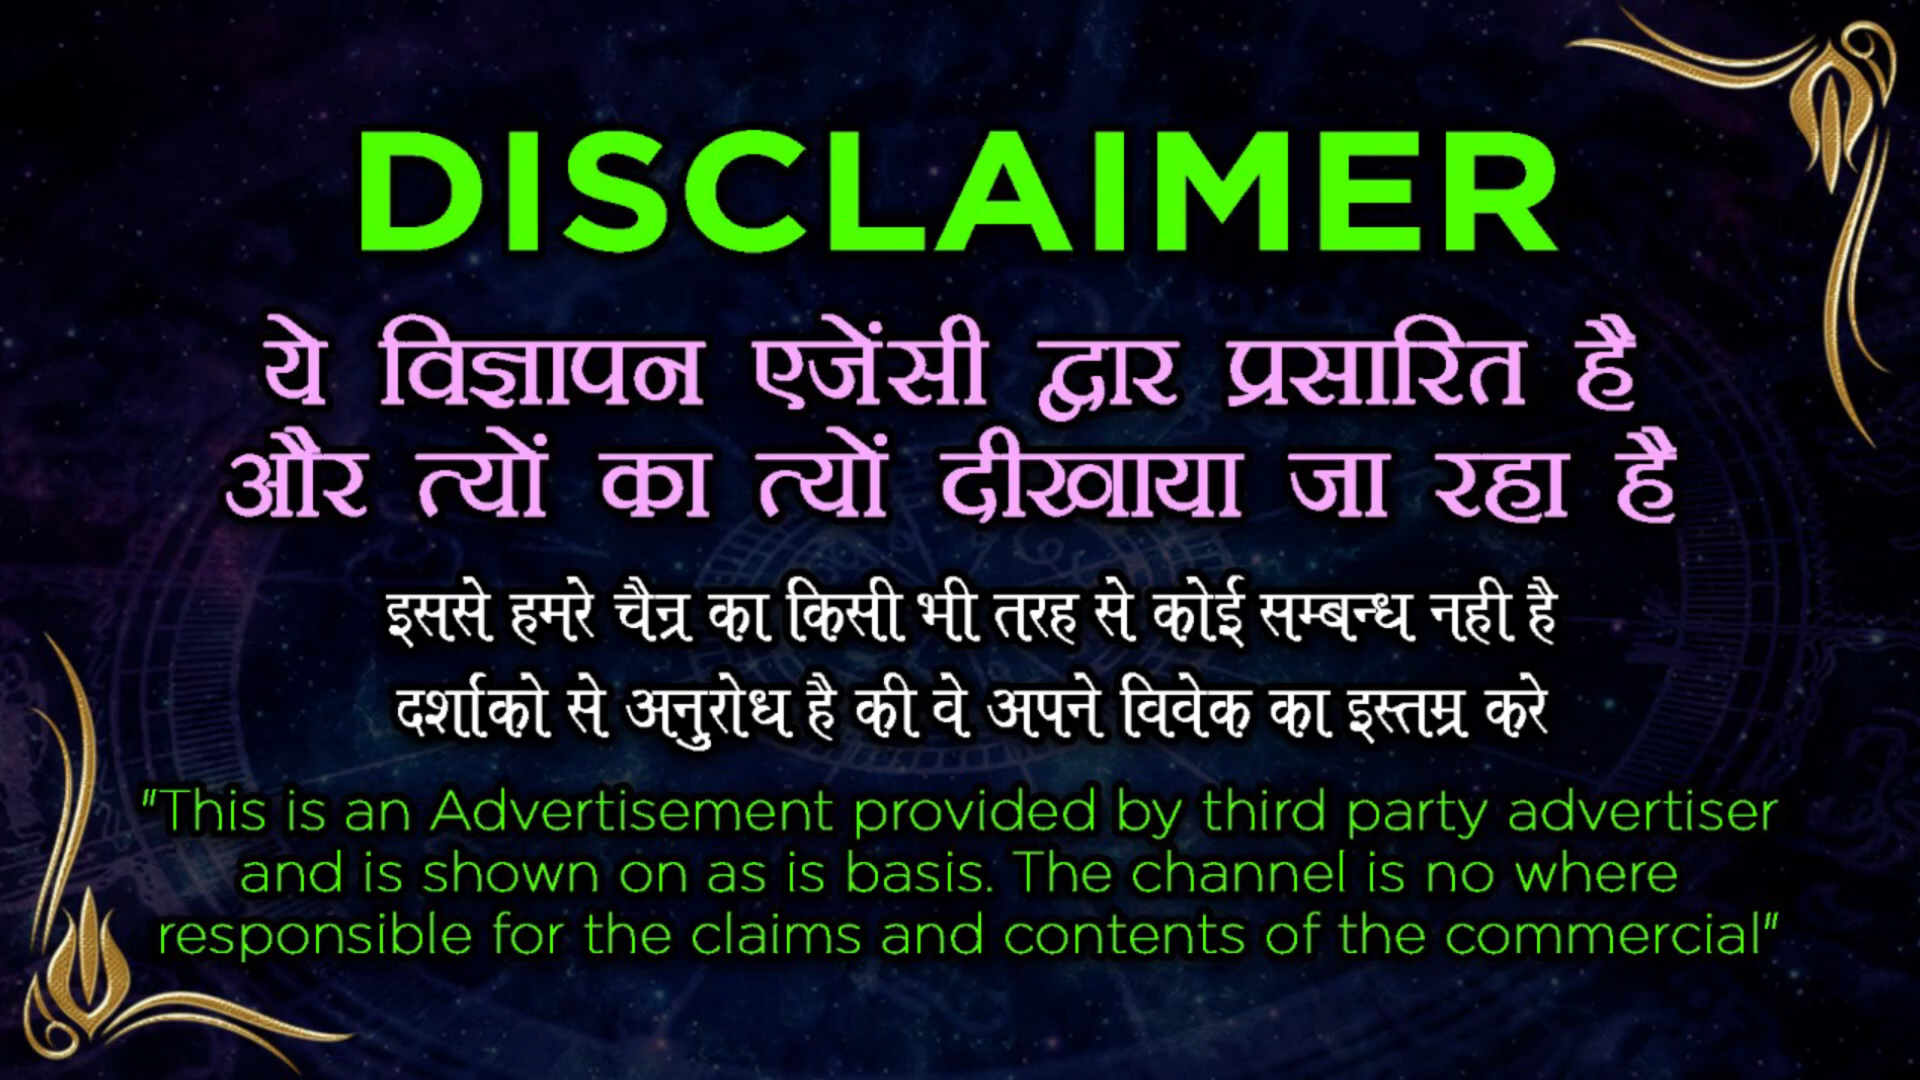 DISCLAIMER
ये विज्ञापन एजेंसी द्वार प्रसारित है
और त्यों का त्यों दीखाया जा रहा है
इससे हमरे चैन्र का किसी भी तरह से कोई सम्बन्ध नही है
दर्शाको से अनुरोध है की वे अपने विवेक का इस्तम्र करे
"This is an Advertisement provided by third party advertiser
and is shown on as is basis. The channel is no where
responsible for the claims and contents of the commercial"